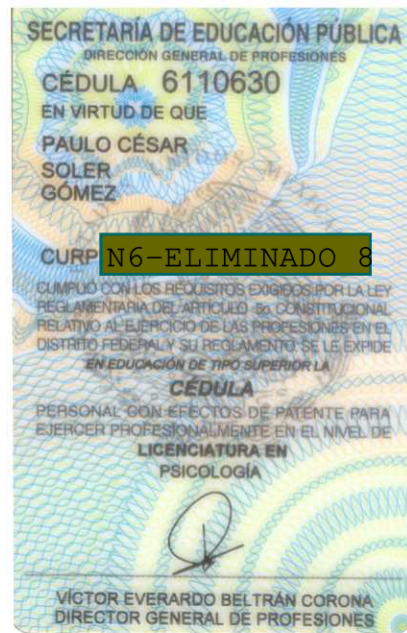 SECRETARÍA DE EDUCACIÓN PÚBLICA
DIRECCIÓN GENERAL DE PROFESIONES
CÉDULA 6110630
EN VIRTUD DE QUE
PAULO CÉSAR
SOLER
GÓMEZ
CURP N6-ELIMINADO 8
CUMPLIÓ CON LOS REQUISITOS EXIGIDOS POR LA LEY
REGLAMENTARIA DEL ARTÍCULO 5o. CONSTITUCIONAL
RELATIVO AL EJERCICIO DE LAS PROFESIONES EN EL
DISTRITO FEDERAL Y SU REGLAMENTO SE LE EXPIDE
EN EDUCACIÓN DE TIPO SUPERIOR LA
CÉDULA
PERSONAL CON EFECTOS DE PATENTE PARA
EJERCER PROFESIONALMENTE EN EL NIVEL DE
LICENCIATURA EN
PSICOLOGÍA
VÍCTOR EVERARDO BELTRÁN CORONA
DIRECTOR GENERAL DE PROFESIONES